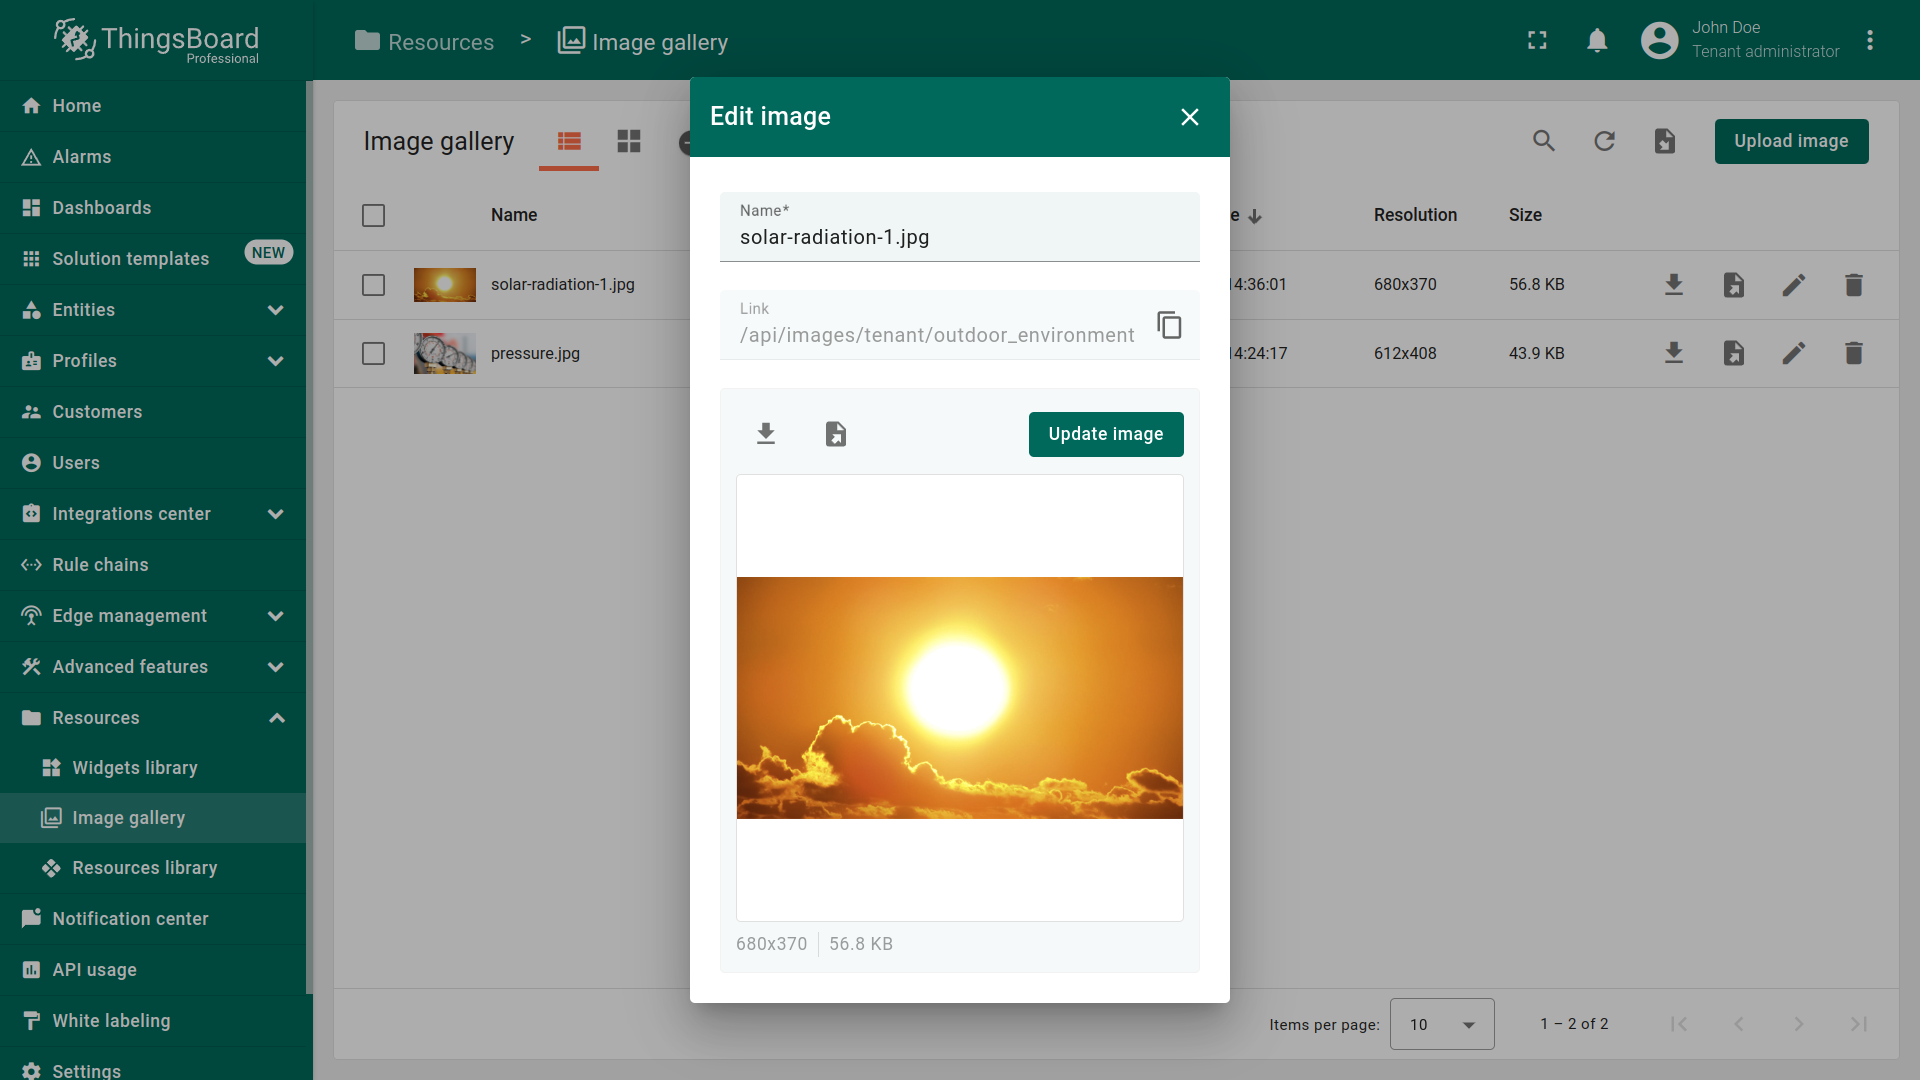 ThingsBoard
Professional
Resources > Image gallery
John Doe
Tenant administrator
Home
Alarms
Dashboards
Solution templates NEW
Entities
Profiles
Customers
Users
Integrations center
Rule chains
Edge management
Advanced features
Resources
Widgets library
Image gallery
Resources library
Notification center
API usage
White labeling
Settings
Image gallery
Upload image
Name
Resolution Size
solar-radiation-1.jpg
4:36:01 680x370 56.8 KB
pressure.jpg
4:24:17 612x408 43.9 KB
Items per page: 10 1 – 2 of 2
Edit image
Name*
solar-radiation-1.jpg
Link
/api/images/tenant/outdoor_environment
Update image
680x370 56.8 KB